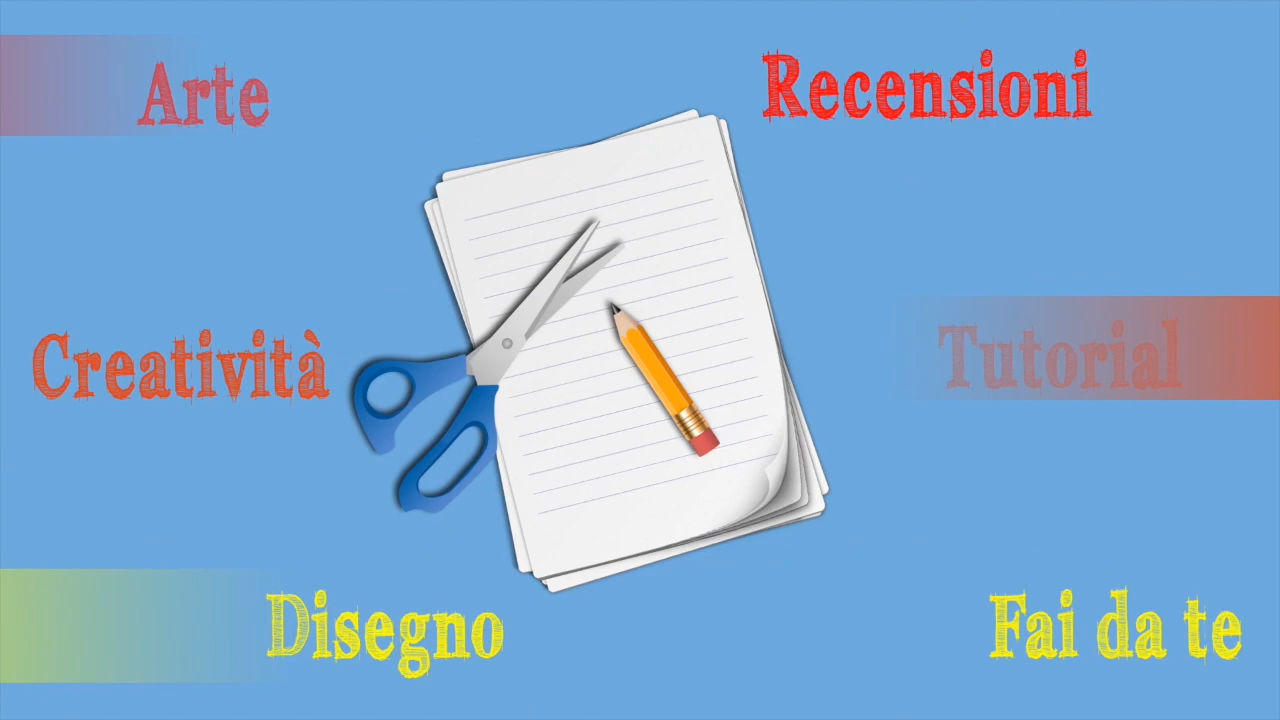 Arte
Recensioni
Creatività
Tutorial
Disegno
Fai da te